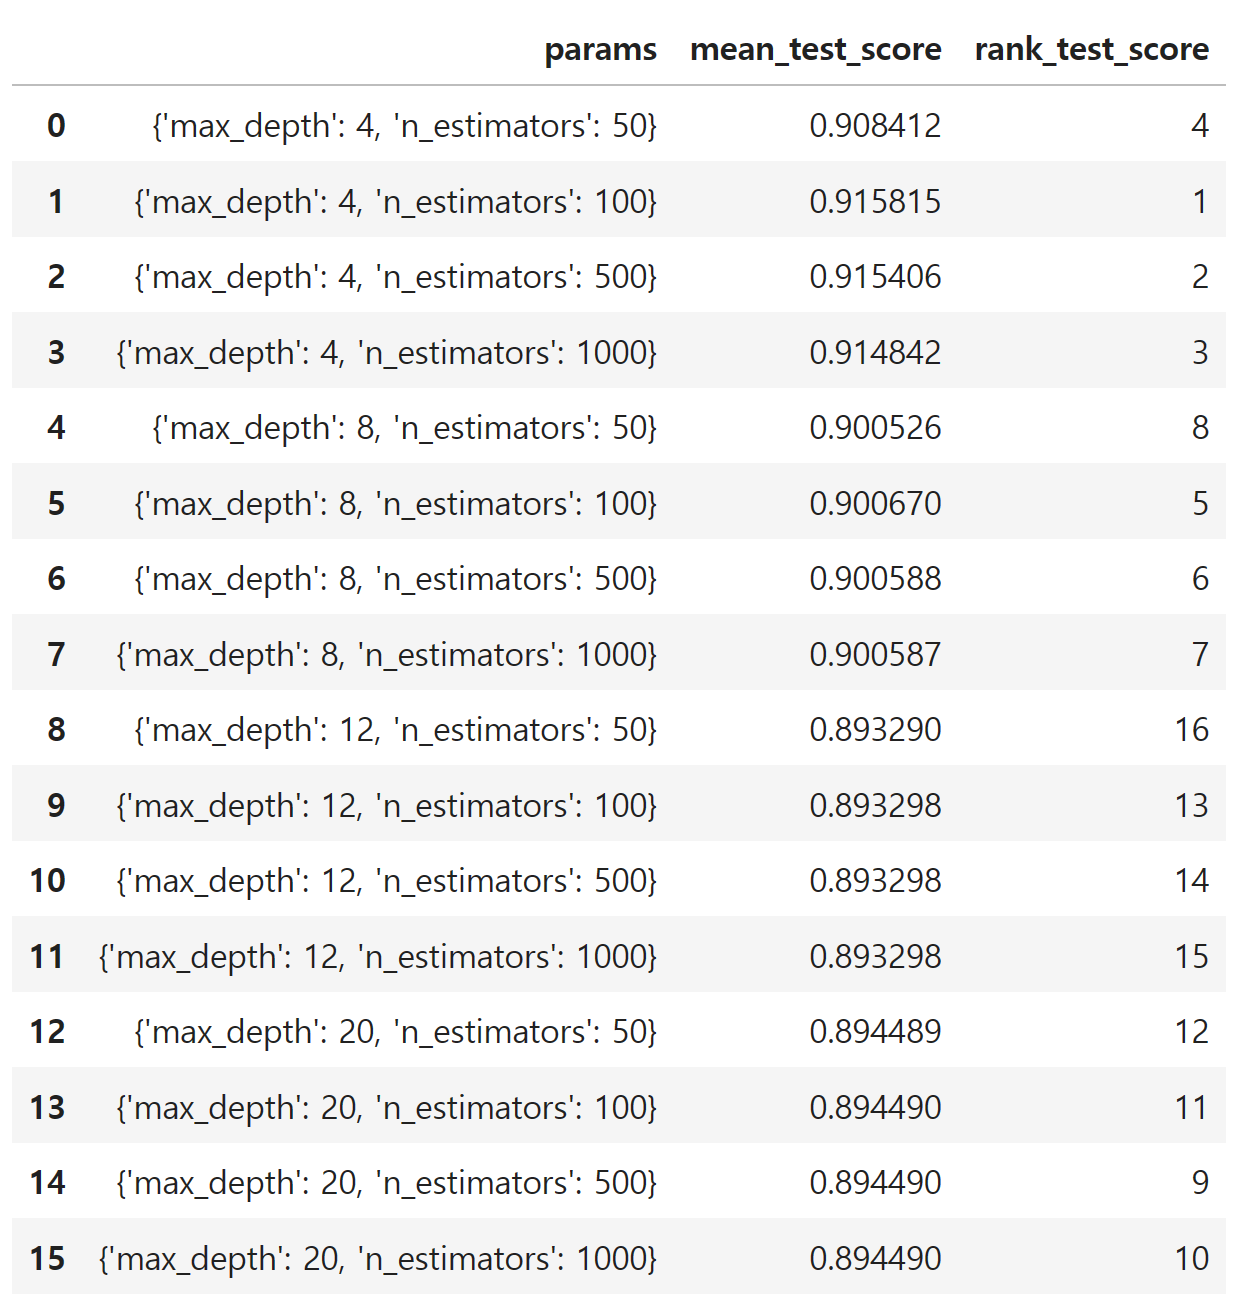 params mean_test_score rank_test_score
0 {'max_depth': 4, 'n_estimators': 50} 0.908412 4
1 {'max_depth': 4, 'n_estimators': 100} 0.915815 1
2 {'max_depth': 4, 'n_estimators': 500} 0.915406 2
3 {'max_depth': 4, 'n_estimators': 1000} 0.914842 3
4 {'max_depth': 8, 'n_estimators': 50} 0.900526 8
5 {'max_depth': 8, 'n_estimators': 100} 0.900670 5
6 {'max_depth': 8, 'n_estimators': 500} 0.900588 6
7 {'max_depth': 8, 'n_estimators': 1000} 0.900587 7
8 {'max_depth': 12, 'n_estimators': 50} 0.893290 16
9 {'max_depth': 12, 'n_estimators': 100} 0.893298 13
10 {'max_depth': 12, 'n_estimators': 500} 0.893298 14
11 {'max_depth': 12, 'n_estimators': 1000} 0.893298 15
12 {'max_depth': 20, 'n_estimators': 50} 0.894489 12
13 {'max_depth': 20, 'n_estimators': 100} 0.894490 11
14 {'max_depth': 20, 'n_estimators': 500} 0.894490 9
15 {'max_depth': 20, 'n_estimators': 1000} 0.894490 10